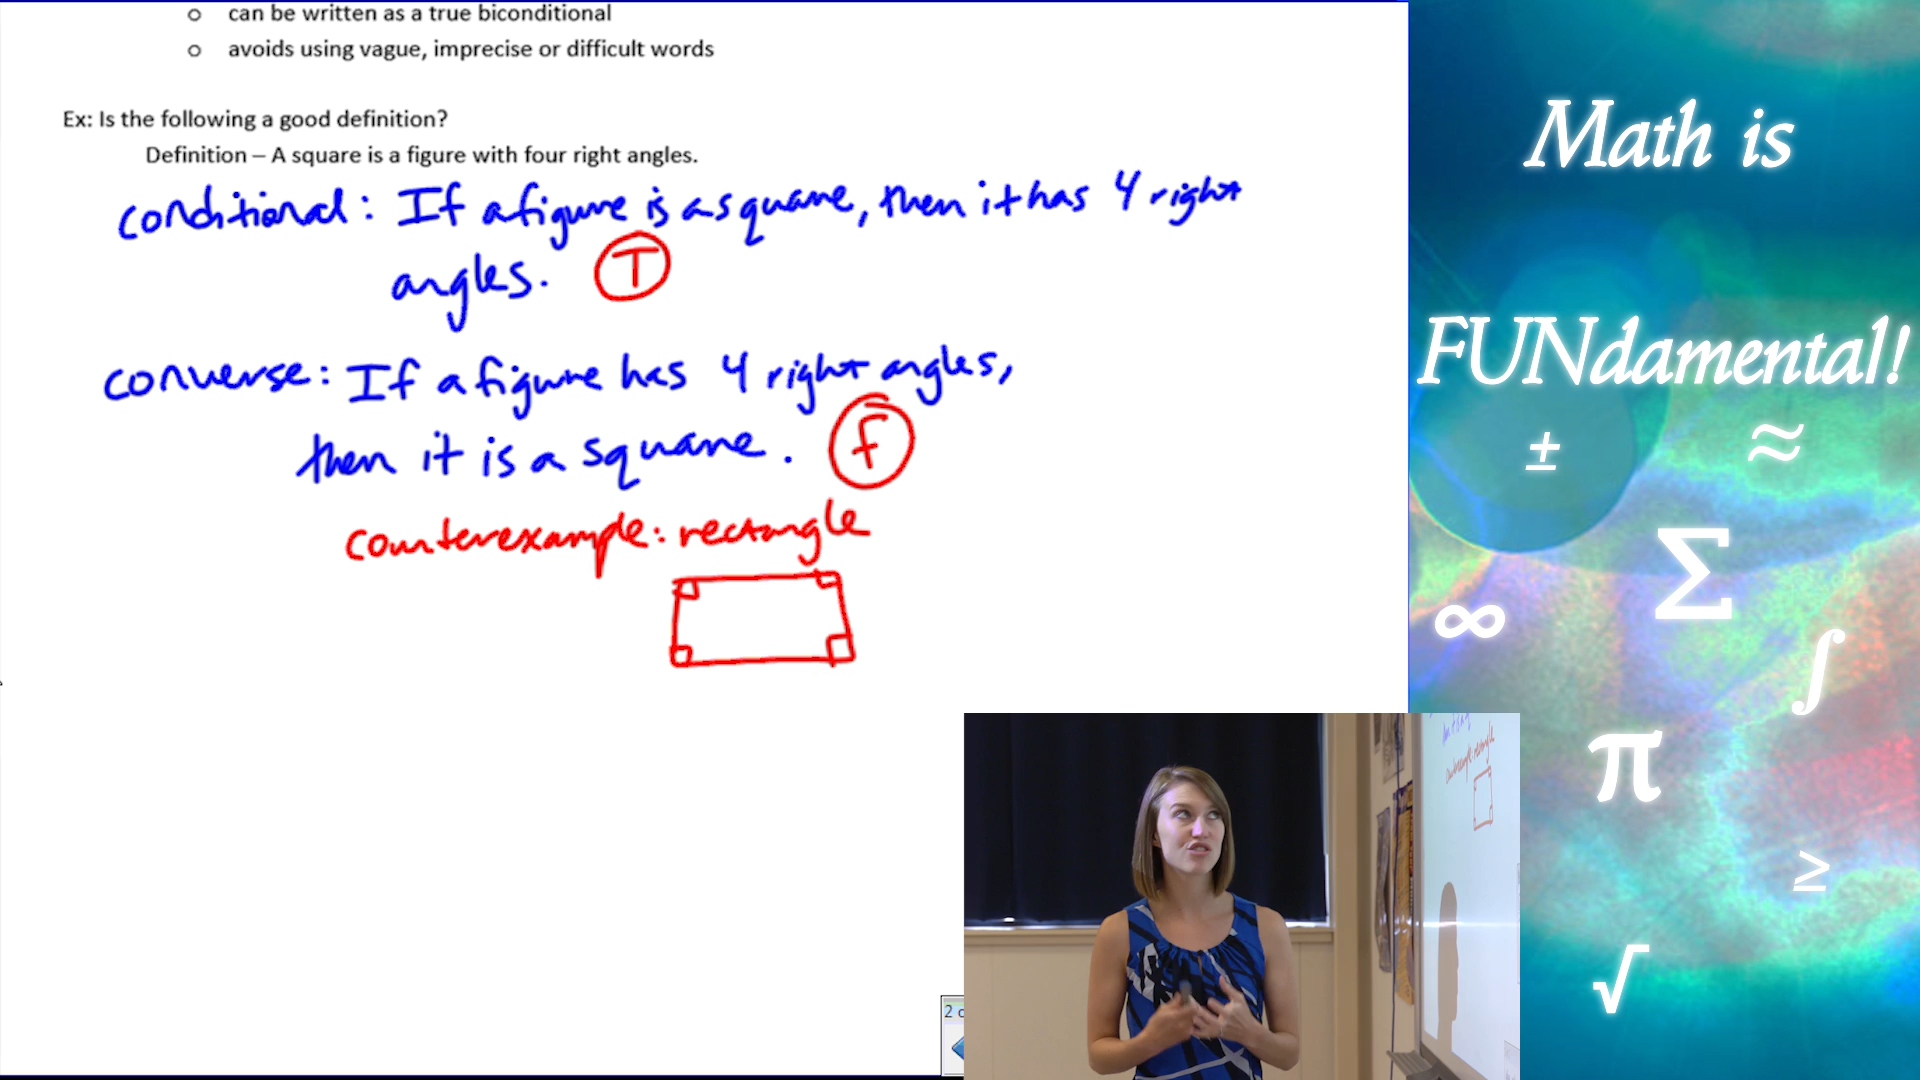 can be written as a true biconditional
avoids using vague, imprecise or difficult words
Ex: Is the following a good definition?
Definition – A square is a figure with four right angles.
conditional: If a figure is a square, then it has 4 right
angles. T
converse: If a figure has 4 right angles,
then it is a square. F
counterexample: rectangle
Math is
FUNdamental!
± ≈
Σ
∞
∫
π
≥
√
2